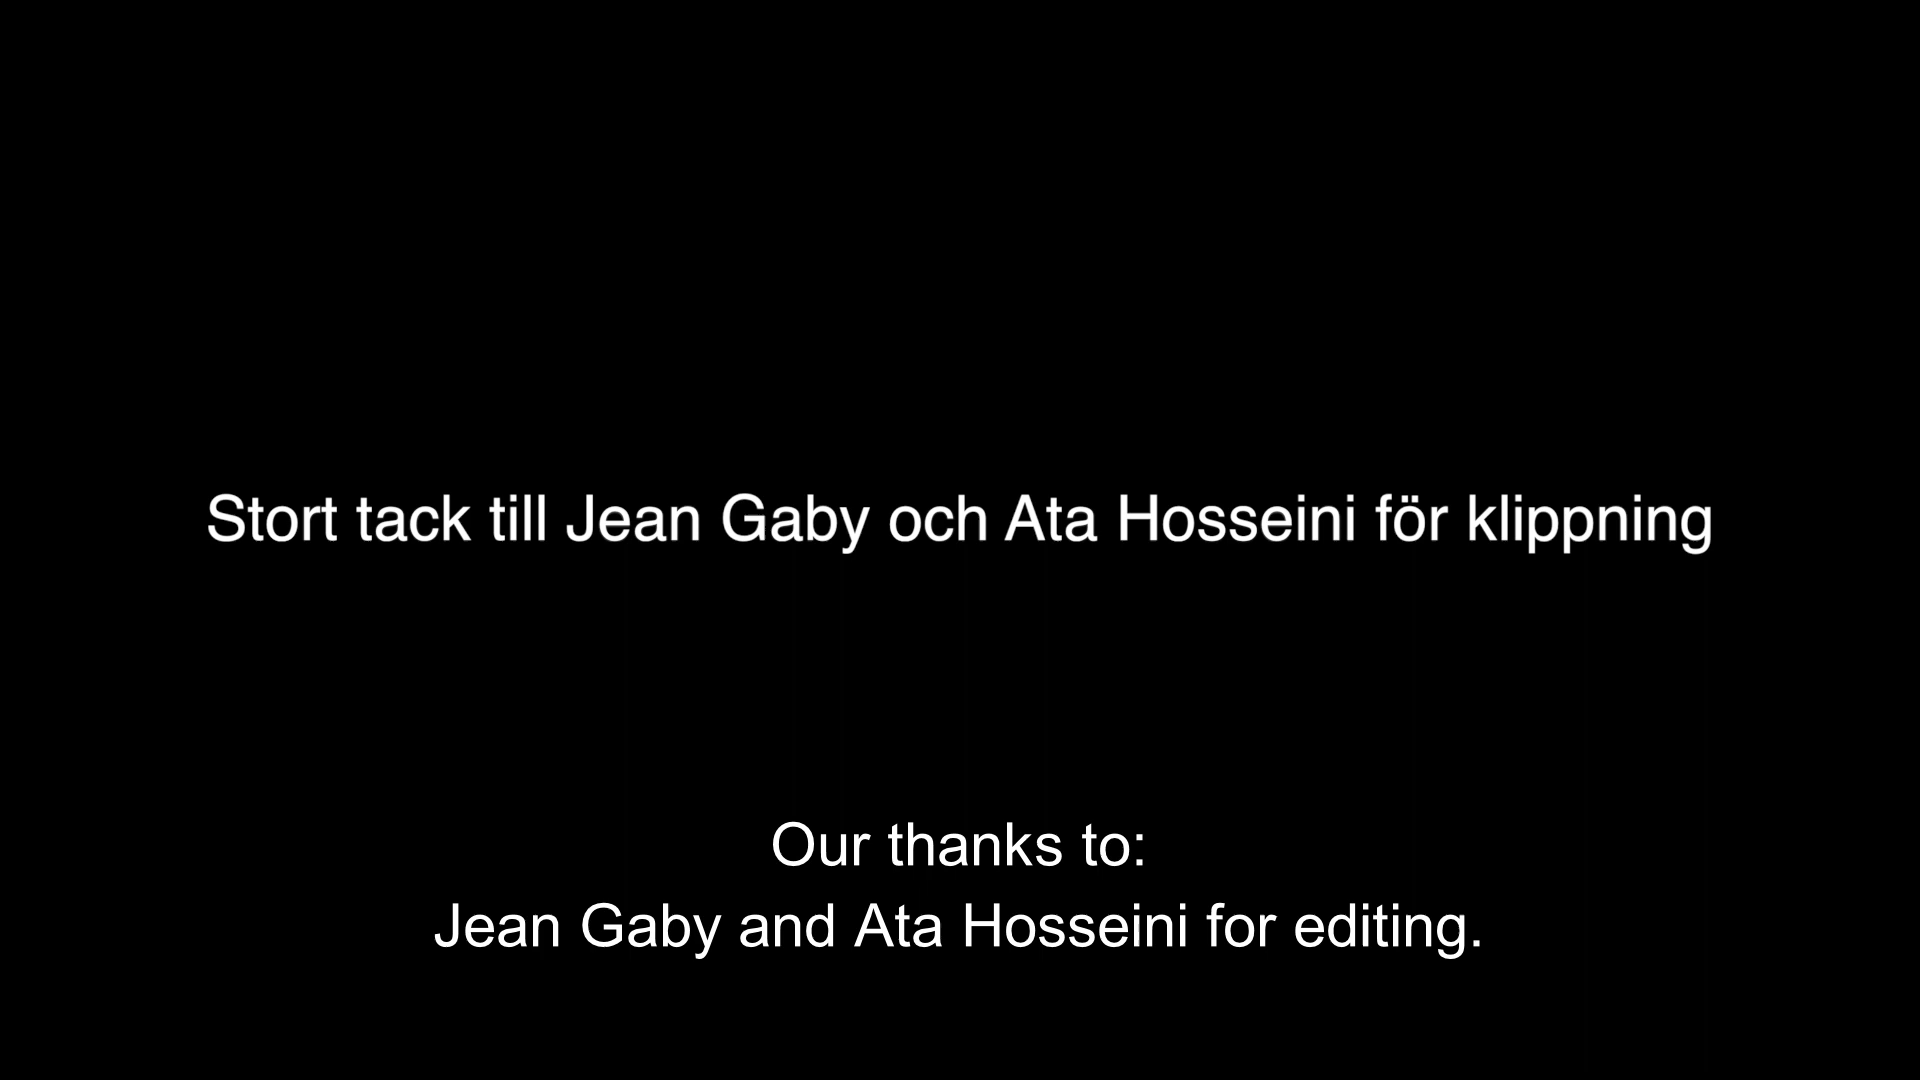 Stort tack till Jean Gaby och Ata Hosseini för klippning
Our thanks to:
Jean Gaby and Ata Hosseini for editing.